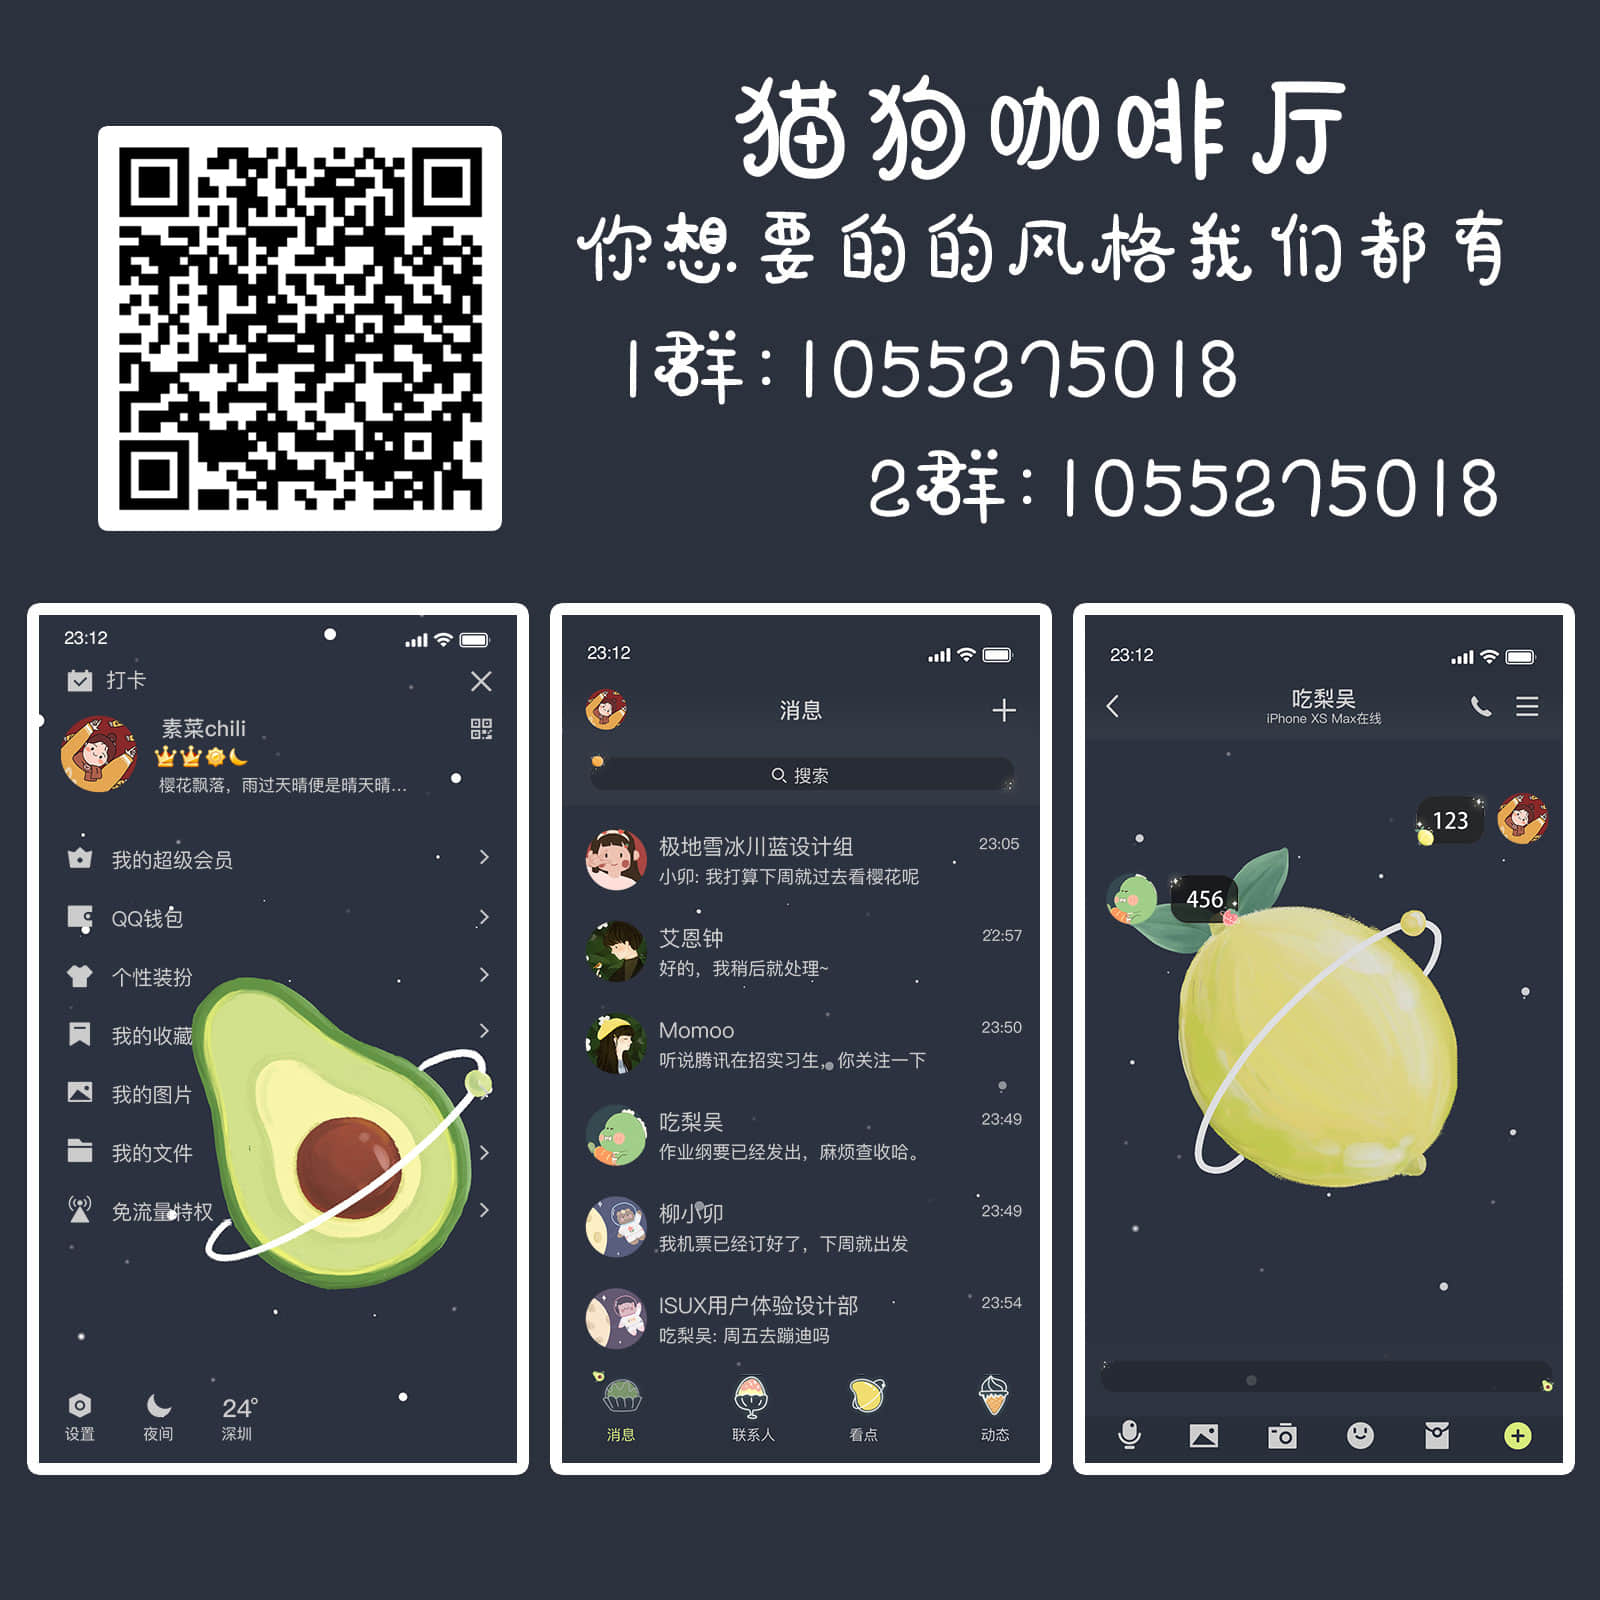 猫狗咖啡厅
你想要的的风格我们都有
1群:1055275018
2群:1055275018
23:12
打卡
素菜chili
樱花飘落，雨过天晴便是晴天晴…
我的超级会员
QQ钱包
个性装扮
我的收藏
我的图片
我的文件
免流量特权
设置
夜间
24°
深圳
23:12
消息
搜索
极地雪冰川蓝设计组
23:05
小卯: 我打算下周就过去看樱花呢
艾恩钟
22:57
好的，我稍后就处理~
Momoo
23:50
听说腾讯在招实习生，你关注一下
吃梨吴
23:49
作业纲要已经发出，麻烦查收哈。
柳小卯
23:49
我机票已经订好了，下周就出发
ISUX用户体验设计部
23:54
吃梨吴: 周五去蹦迪吗
消息
联系人
看点
动态
23:12
吃梨吴
iPhone XS Max在线
123
456